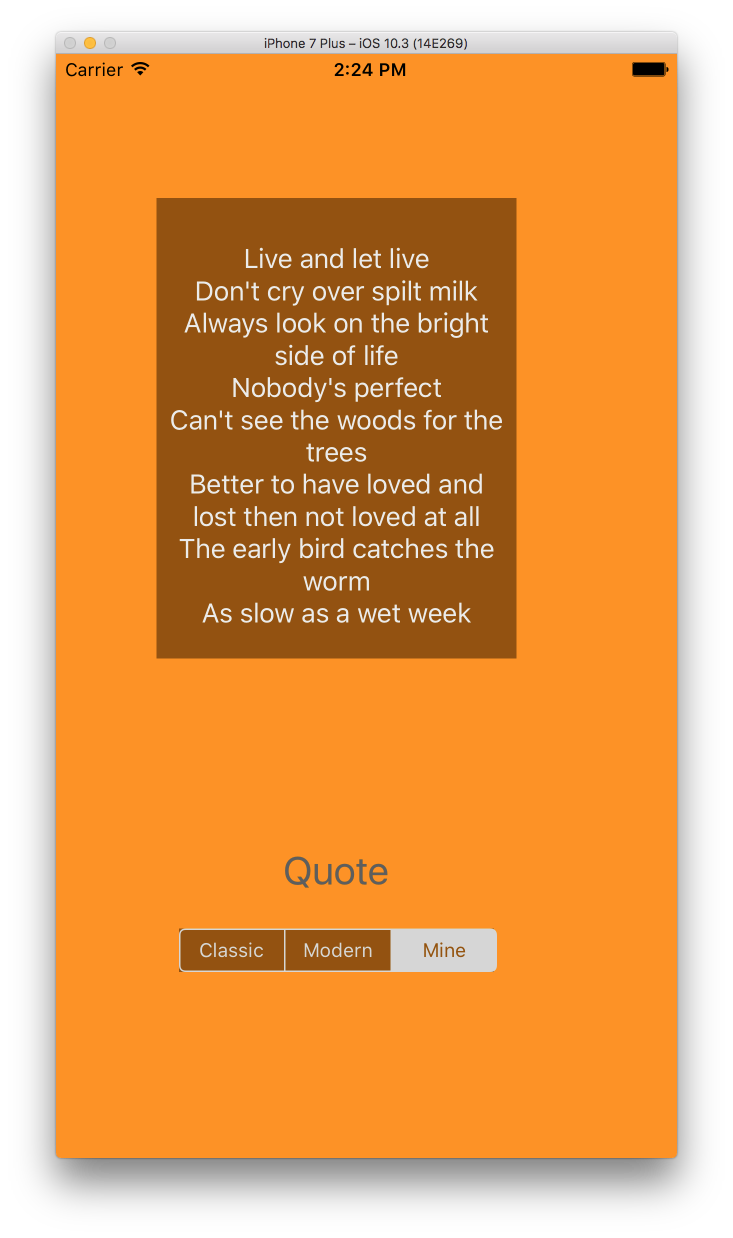 iPhone 7 Plus – iOS 10.3 (14E269)
Carrier 2:24 PM
Live and let live
Don't cry over spilt milk
Always look on the bright
side of life
Nobody's perfect
Can't see the woods for the
trees
Better to have loved and
lost then not loved at all
The early bird catches the
worm
As slow as a wet week
Quote
Classic Modern Mine